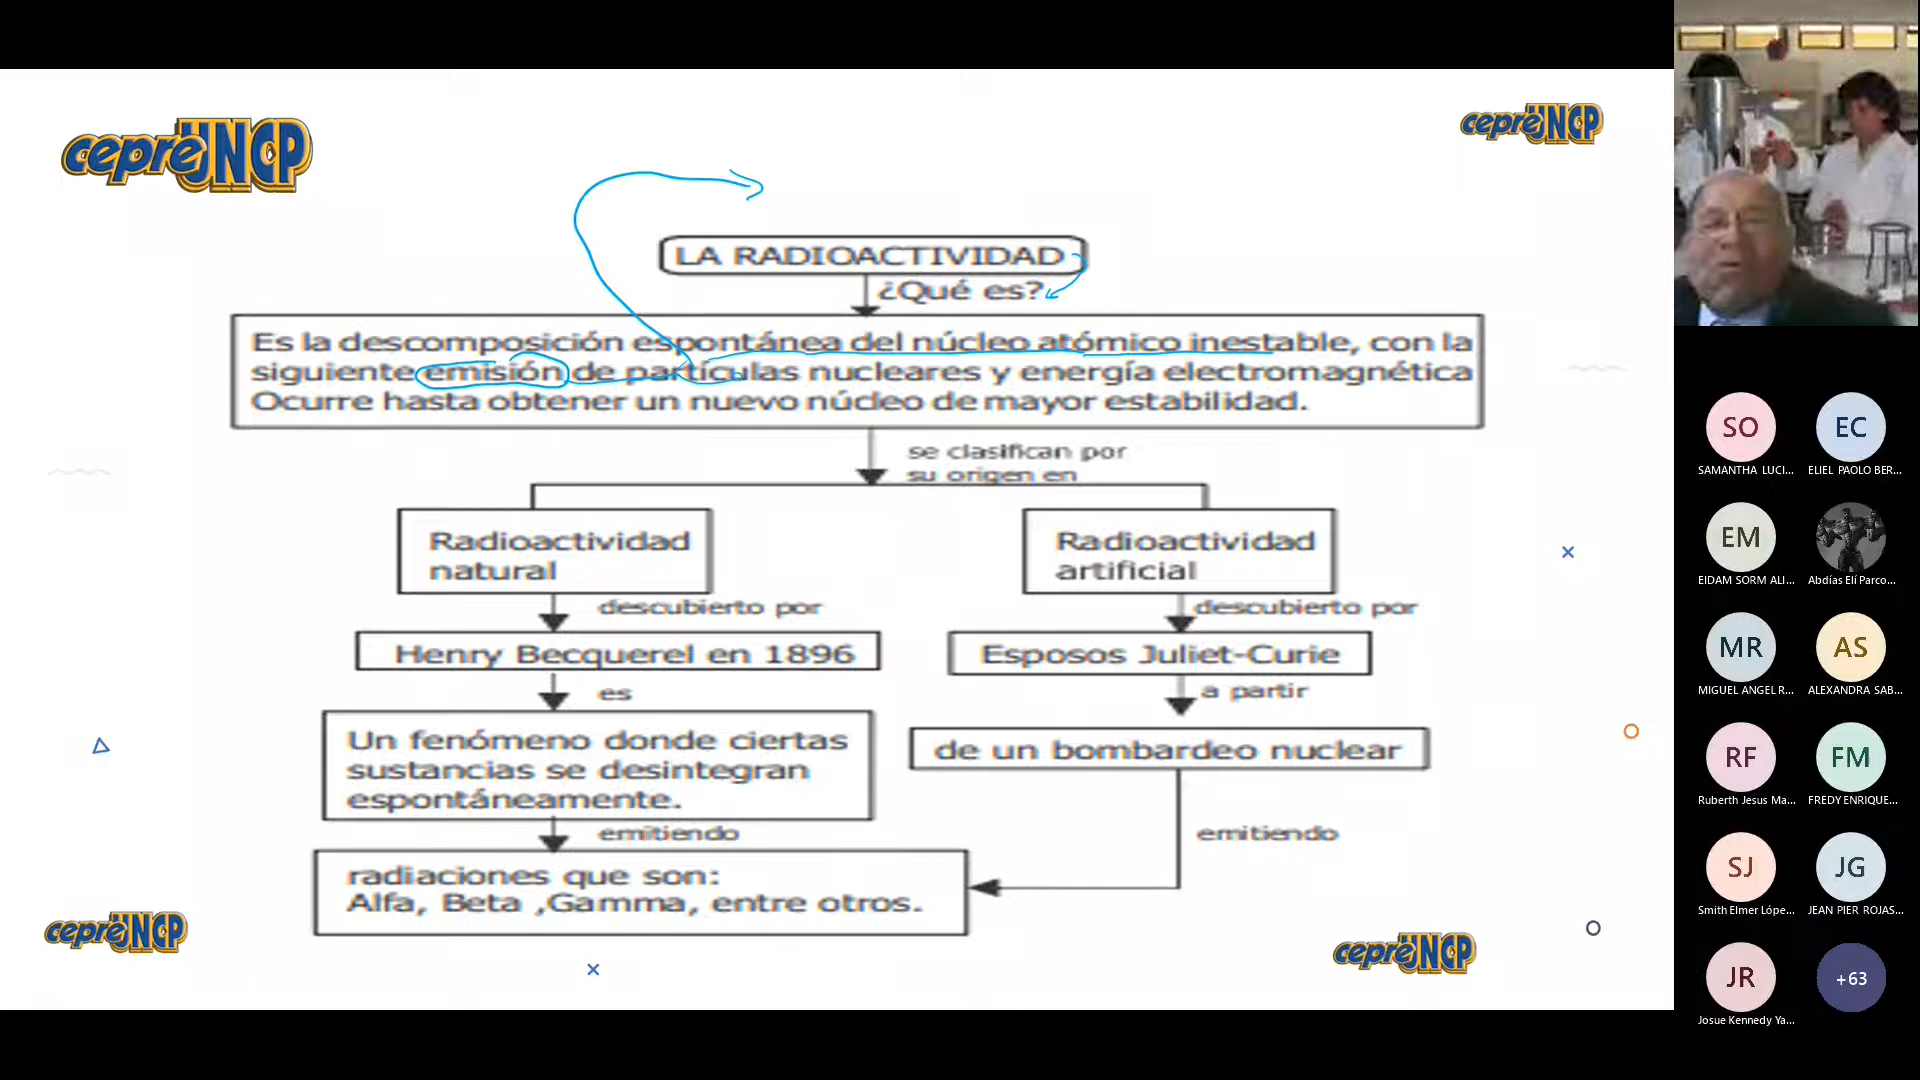 cepreUNCP
cepreUNCP
LA RADIOACTIVIDAD
¿Qué es?
Es la descomposición espontánea del núcleo atómico inestable, con la
siguiente emisión de partículas nucleares y energía electromagnética
Ocurre hasta obtener un nuevo núcleo de mayor estabilidad.
se clasifican por
su origen en
Radioactividad
natural
Radioactividad
artificial
descubierto por
descubierto por
Henry Becquerel en 1896
Esposos Juliet-Curie
es
a partir
Un fenómeno donde ciertas
sustancias se desintegran
espontáneamente.
de un bombardeo nuclear
emitiendo
emitiendo
radiaciones que son:
Alfa, Beta ,Gamma, entre otros.
cepreUNCP
cepreUNCP
SO
EC
SAMANTHA LUCI...
ELIEL PAOLO BER...
EM
EIDAM SORM ALI...
Abdías Elí Parco...
MR
AS
MIGUEL ANGEL R...
ALEXANDRA SAB...
RF
FM
Ruberth Jesus Ma...
FREDY ENRIQUE...
SJ
JG
Smith Elmer Lópe...
JEAN PIER ROJAS...
JR
+63
Josue Kennedy Ya...